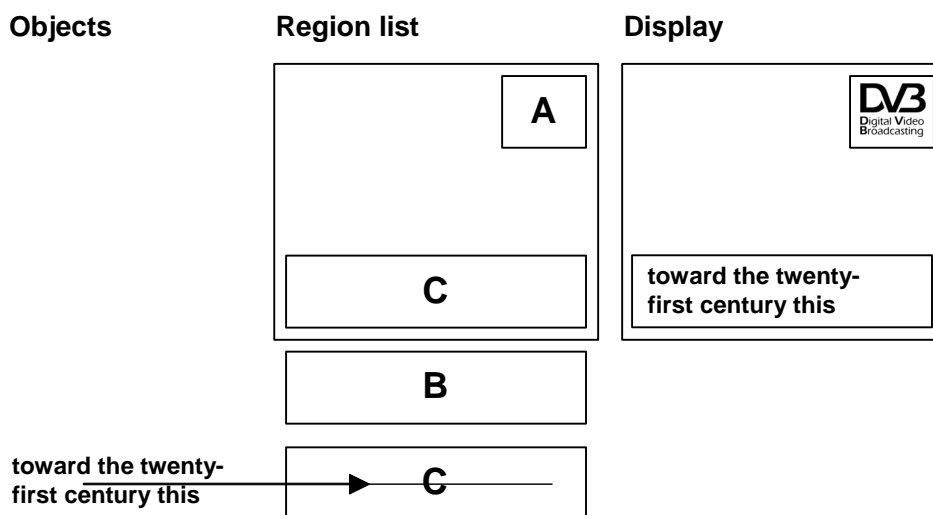 Objects
Region list
Display
A
DVB
Digital Video
Broadcasting
C
toward the twenty-
first century this
B
toward the twenty-
first century this
C